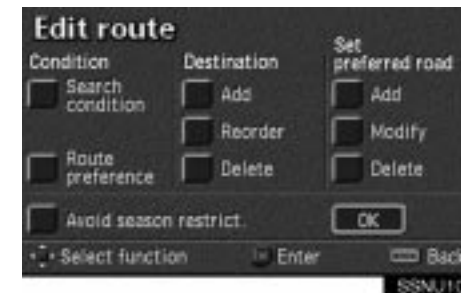 Edit route
Condition
Destination
Set
preferred road
Search
condition
Add
Add
Reorder
Modify
Route
preference
Delete
Delete
Avoid season restrict.
OK
Select function
Enter
Back